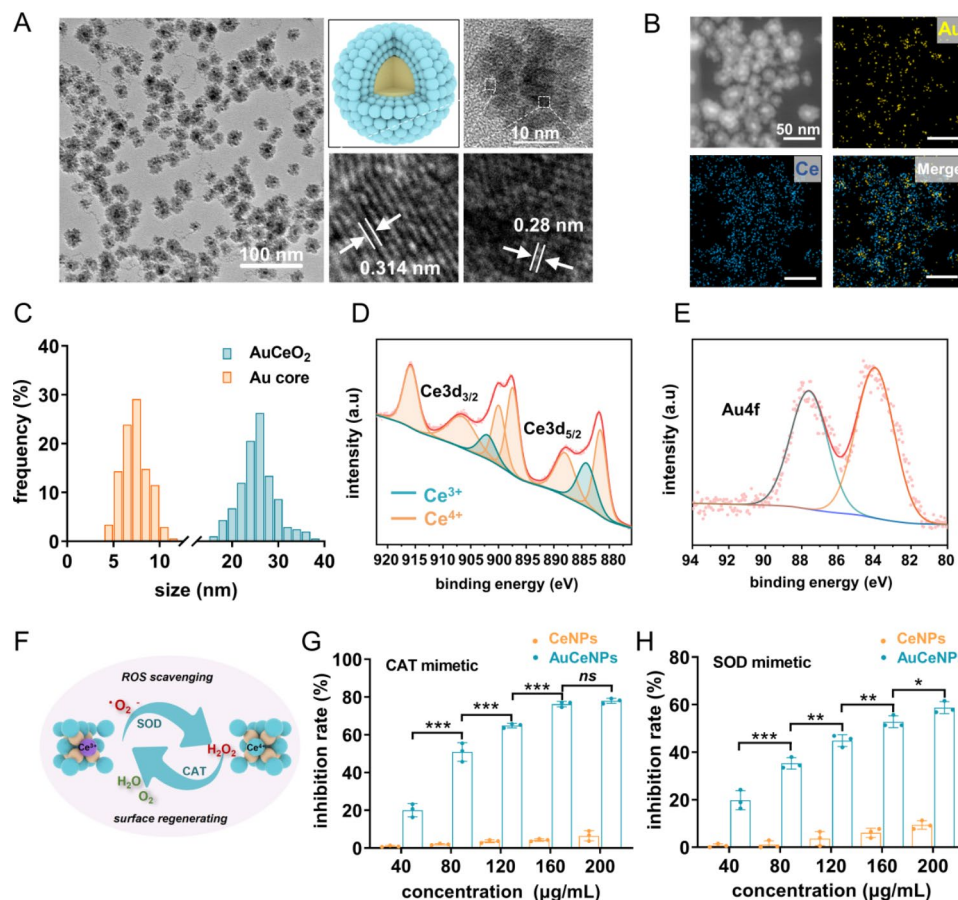 A
100 nm
10 nm
0.314 nm
0.28 nm
B
Au
50 nm
Ce
Merge
C
frequency (%)
40
30
20
10
0
AuCeO₂
Au core
0 5 10 20 30 40
size (nm)
D
intensity (a.u)
Ce3d₃/₂
Ce3d₅/₂
Ce³⁺
Ce⁴⁺
920 915 910 905 900 895 890 885 880
binding energy (eV)
E
intensity (a.u)
Au4f
94 92 90 88 86 84 82 80
binding energy (eV)
F
ROS scavenging
·O₂⁻
SOD
Ce³⁺
H₂O₂
Ce⁴⁺
CAT
H₂O
O₂
surface regenerating
G
CeNPs
AuCeNPs
CAT mimetic
inhibition rate (%)
100
80
60
40
20
0
***
***
***
ns
40 80 120 160 200
concentration (μg/mL)
H
CeNPs
AuCeNP
SOD mimetic
inhibition rate (%)
60
40
20
0
***
**
**
*
40 80 120 160 200
concentration (μg/mL)